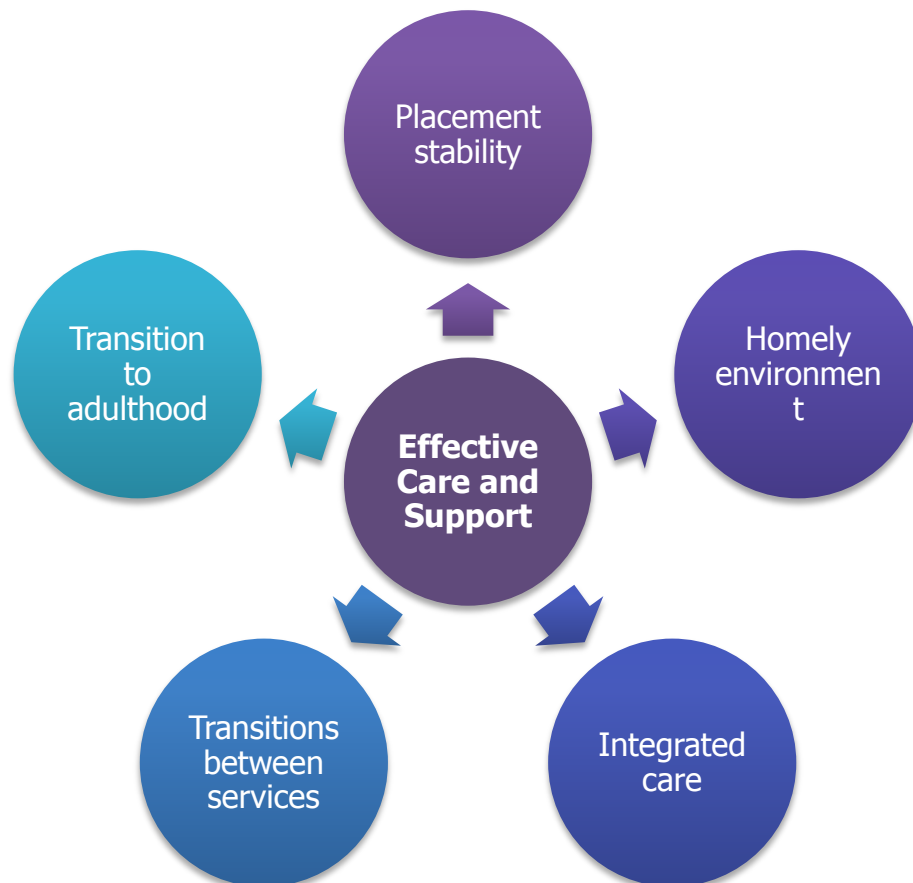 Placement
stability
Transition
to
adulthood
Homely
environmen
t
Effective
Care and
Support
Transitions
between
services
Integrated
care